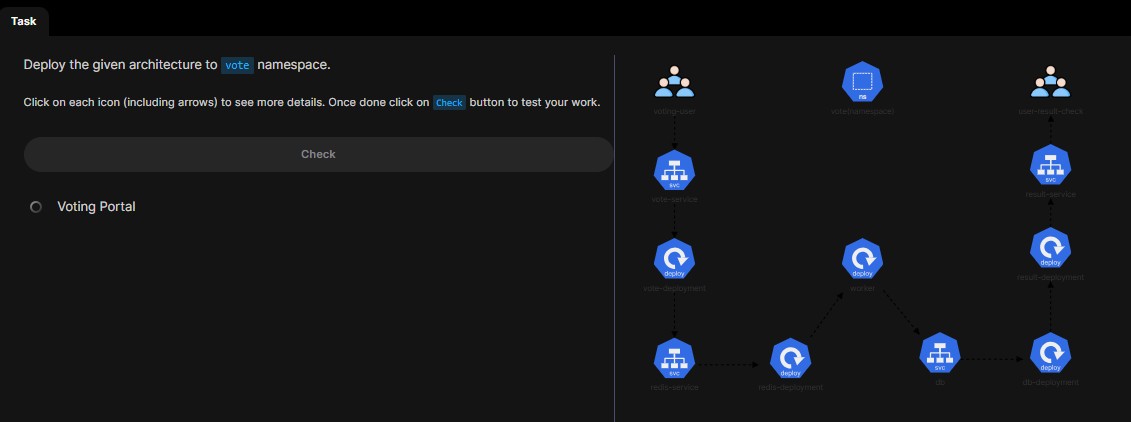 Task
Deploy the given architecture to vote namespace.
Click on each icon (including arrows) to see more details. Once done click on Check button to test your work.
Check
Voting Portal
voting-user
ns
vote(namespace)
user-result-check
svc
vote-service
svc
result-service
deploy
vote-deployment
deploy
worker
deploy
result-deployment
svc
redis-service
deploy
redis-deployment
svc
db
deploy
db-deployment